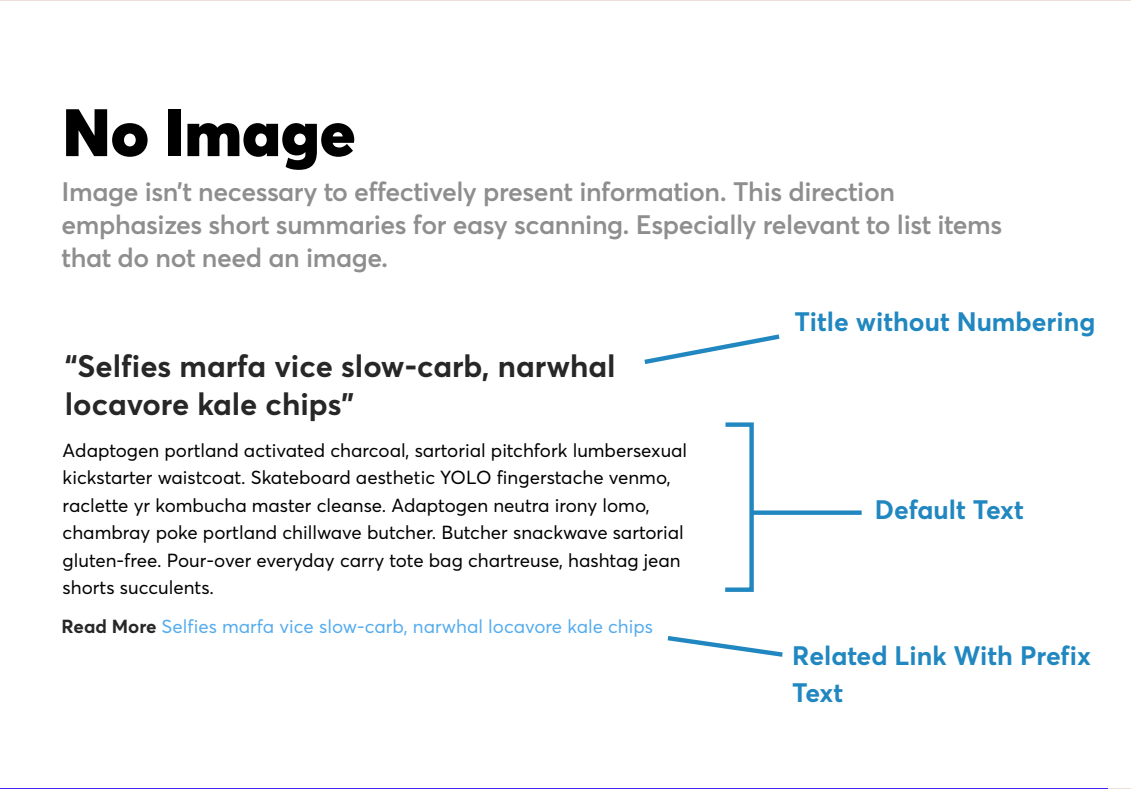 No Image
Image isn't necessary to effectively present information. This direction
emphasizes short summaries for easy scanning. Especially relevant to list items
that do not need an image.
Title without Numbering
“Selfies marfa vice slow-carb, narwhal
locavore kale chips”
Adaptogen portland activated charcoal, sartorial pitchfork lumbersexual
kickstarter waistcoat. Skateboard aesthetic YOLO fingerstache venmo,
raclette yr kombucha master cleanse. Adaptogen neutra irony lomo,
chambray poke portland chillwave butcher. Butcher snackwave sartorial
gluten-free. Pour-over everyday carry tote bag chartreuse, hashtag jean
shorts succulents.
Default Text
Read More Selfies marfa vice slow-carb, narwhal locavore kale chips
Related Link With Prefix
Text